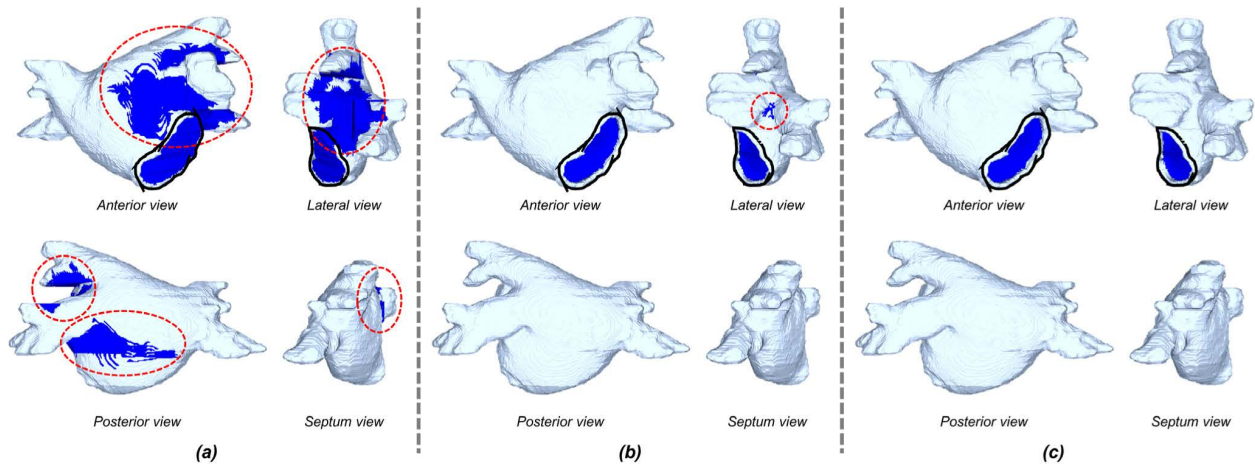 Anterior view
Lateral view
Anterior view
Lateral view
Anterior view
Lateral view
Posterior view
Septum view
Posterior view
Septum view
Posterior view
Septum view
(a)
(b)
(c)